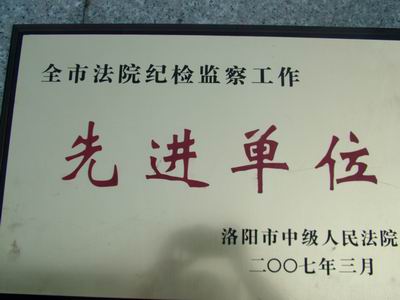 全市法院纪检监察工作
先进单位
洛阳市中级人民法院
二〇〇七年三月